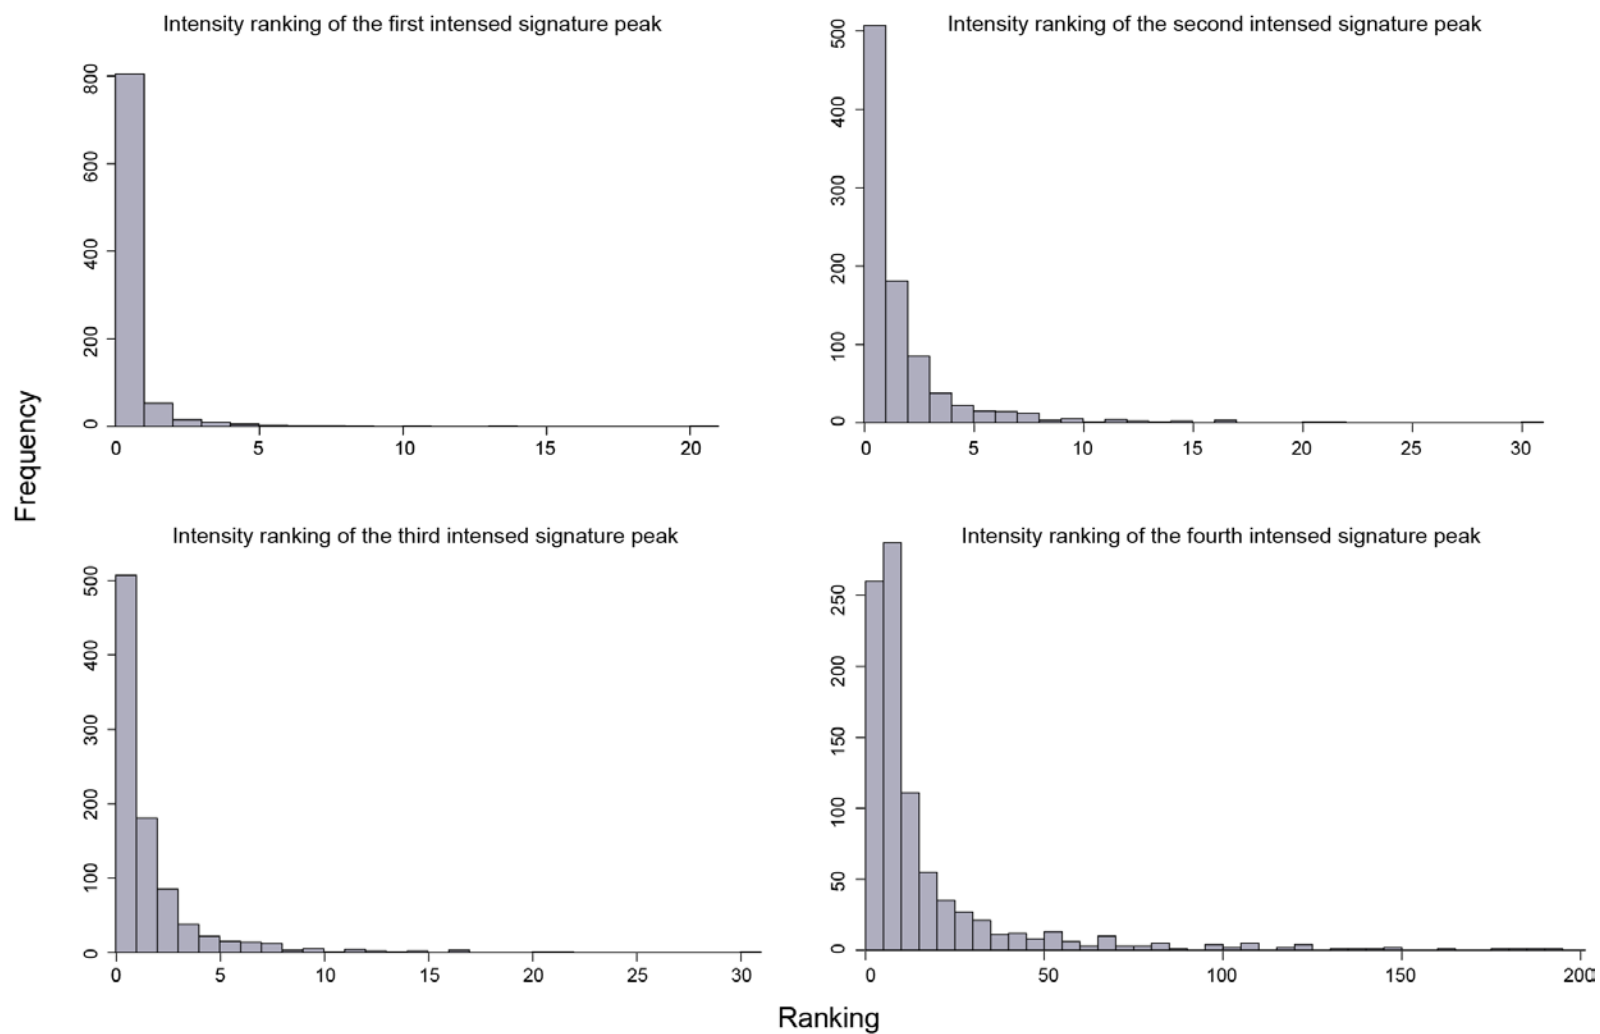 Intensity ranking of the first intensed signature peak
Intensity ranking of the second intensed signature peak
800
600
400
200
0
0 5 10 15 20
500
400
300
200
100
0
0 5 10 15 20 25 30
Frequency
Intensity ranking of the third intensed signature peak
Intensity ranking of the fourth intensed signature peak
500
400
300
200
100
0
0 5 10 15 20 25 30
250
200
150
100
50
0
0 50 100 150 200
Ranking